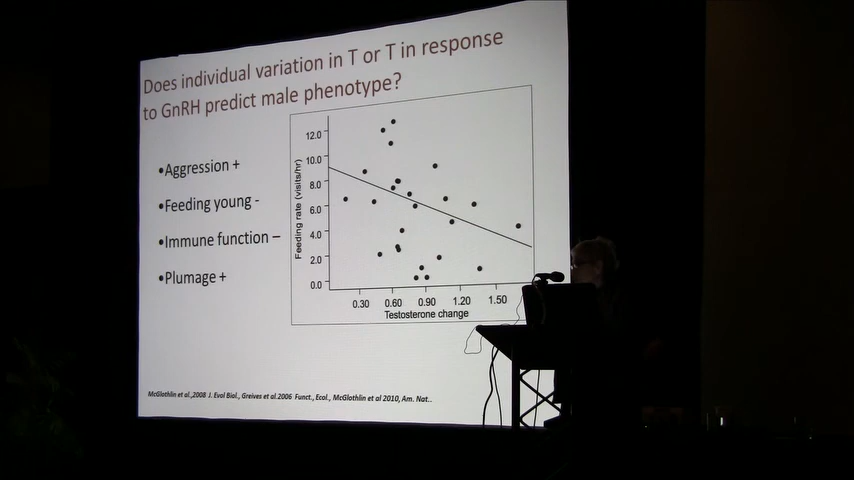 Does individual variation in T or T in response
to GnRH predict male phenotype?
•Aggression +
•Feeding young -
•Immune function –
•Plumage +
Feeding rate (visits/hr)
12.0
10.0
8.0
6.0
4.0
2.0
0.0
0.30 0.60 0.90 1.20 1.50
Testosterone change
McGlothlin et al.,2008 J. Evol Biol., Greives et al.2006 Funct., Ecol., McGlothlin et al 2010, Am. Nat..